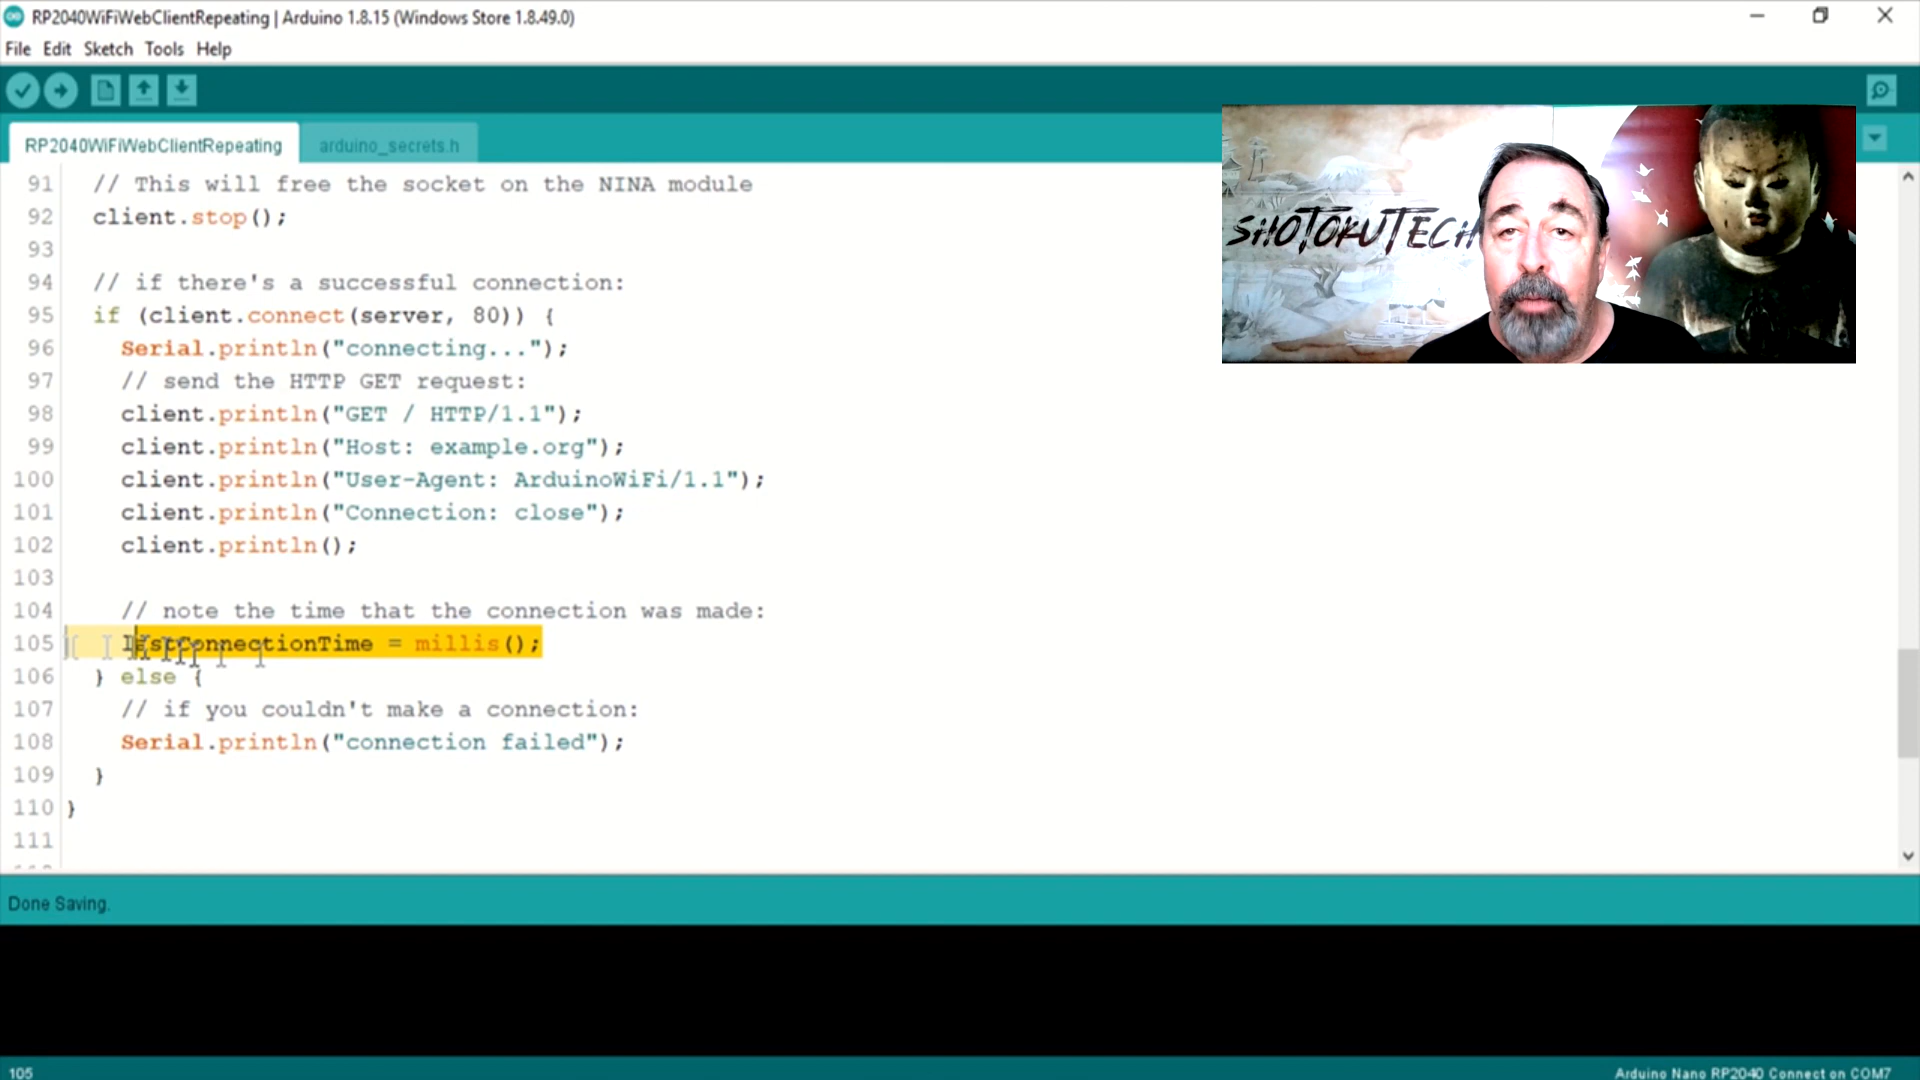 RP2040WiFiWebClientRepeating | Arduino 1.8.15 (Windows Store 1.8.49.0)
File Edit Sketch Tools Help
RP2040WiFiWebClientRepeating arduino_secrets.h
SHOTOKUTECH
91 // This will free the socket on the NINA module
92 client.stop();
93
94 // if there's a successful connection:
95 if (client.connect(server, 80)) {
96 Serial.println("connecting...");
97 // send the HTTP GET request:
98 client.println("GET / HTTP/1.1");
99 client.println("Host: example.org");
100 client.println("User-Agent: ArduinoWiFi/1.1");
101 client.println("Connection: close");
102 client.println();
103
104 // note the time that the connection was made:
105 lastConnectionTime = millis();
106 } else {
107 // if you couldn't make a connection:
108 Serial.println("connection failed");
109 }
110 }
111
Done Saving.
105
Arduino Nano RP2040 Connect on COM7